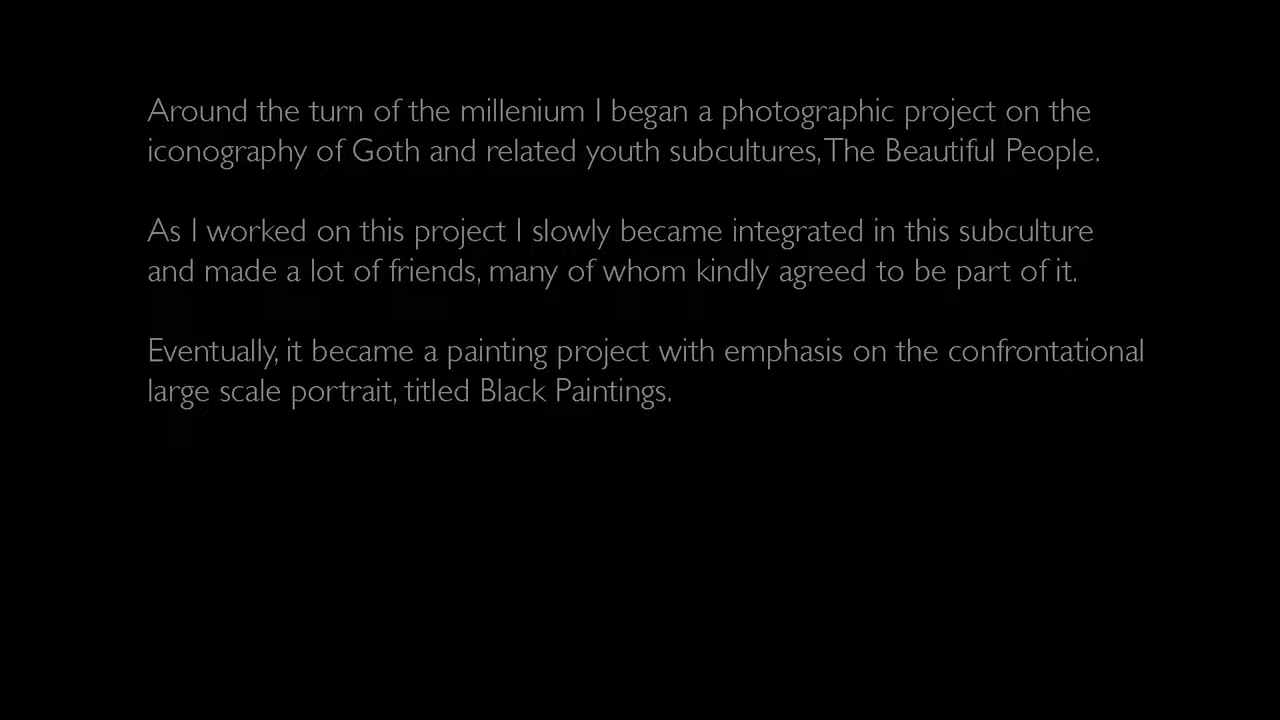 Around the turn of the millenium I began a photographic project on the
iconography of Goth and related youth subcultures, The Beautiful People.
As I worked on this project I slowly became integrated in this subculture
and made a lot of friends, many of whom kindly agreed to be part of it.
Eventually, it became a painting project with emphasis on the confrontational
large scale portrait, titled Black Paintings.